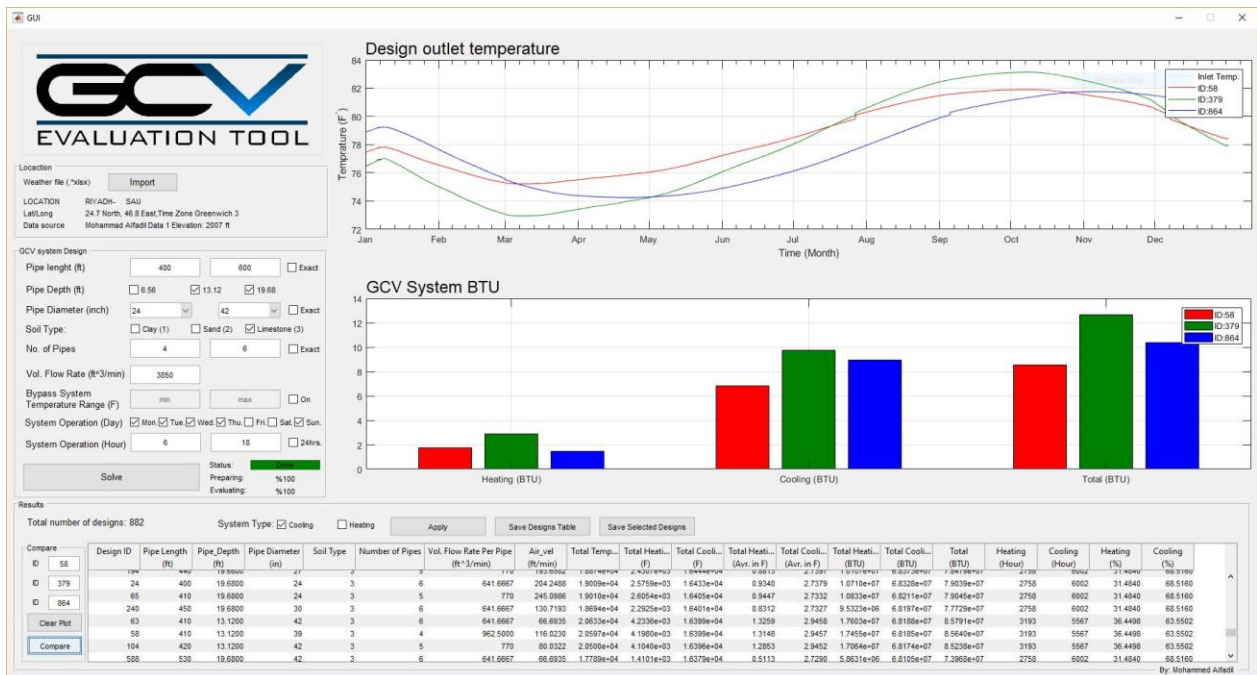 GUI
GCV
EVALUATION TOOL
Locaction
Weather file (.*xlsx) Import
LOCATION RIYADH- SAU
Lat/Long 24.7 North, 46.8 East,Time Zone Greenwich 3
Data source Mohammad Alfadil Data 1 Elevation: 2007 ft
GCV system Design
Pipe lenght (ft) 400 600 Exact
Pipe Depth (ft) 6.56 13.12 19.68
Pipe Diameter (inch) 24 42 Exact
Soil Type: Clay (1) Sand (2) Limestone (3)
No. of Pipes 4 6 Exact
Vol. Flow Rate (ft^3/min) 3850
Bypass System
Temperature Range (F) min max On
System Operation (Day) Mon. Tue. Wed. Thu. Fri. Sat. Sun.
System Operation (Hour) 6 18 24hrs.
Solve
Status:
Preparing: %100
Evaluating: %100
Design outlet temperature
84
82
80
78
76
74
72
Temprature (F)
Jan Feb Mar Apr May Jun Jul Aug Sep Oct Nov Dec
Time (Month)
Inlet Temp.
ID:58
ID:379
ID:864
GCV System BTU
14
12
10
8
6
4
2
0
Heating (BTU) Cooling (BTU) Total (BTU)
ID:58
ID:379
ID:864
Results
Total number of designs: 882 System Type: Cooling Heating Apply Save Designs Table Save Selected Designs
Compare
ID 58
ID 379
ID 864
Clear Plot
Compare
Design ID Pipe Length (ft) Pipe_Depth (ft) Pipe Diameter (in) Soil Type Number of Pipes Vol. Flow Rate Per Pipe (ft^3/min) Air_vel (ft/min) Total Temp... Total Heati... (F) Total Cooli... (F) Total Heati... (Avr. in F) Total Cooli... (Avr. in F) Total Heati... (BTU) Total Cooli... (BTU) Total (BTU) Heating (Hour) Cooling (Hour) Heating (%) Cooling (%)
24 440 19.6800 24 3 6 641.6667 204.2488 1.9009e+04 2.5759e+03 1.6433e+04 0.9340 2.7379 1.0710e+07 6.8328e+07 7.9039e+07 2758 6002 31.4840 68.5160
65 410 19.6800 24 3 5 770 245.0986 1.9010e+04 2.6054e+03 1.6405e+04 0.9447 2.7332 1.0833e+07 6.8211e+07 7.9045e+07 2758 6002 31.4840 68.5160
240 450 19.6800 30 3 6 641.6667 130.7193 1.8694e+04 2.2925e+03 1.6401e+04 0.8312 2.7327 9.5323e+06 6.8197e+07 7.7729e+07 2758 6002 31.4840 68.5160
63 410 13.1200 42 3 6 641.6667 66.6935 2.0633e+04 4.2336e+03 1.6399e+04 1.3259 2.9458 1.7603e+07 6.8188e+07 8.5791e+07 3193 5567 36.4498 63.5502
58 410 13.1200 39 3 4 962.5000 116.0230 2.0597e+04 4.1980e+03 1.6399e+04 1.3148 2.9457 1.7455e+07 6.8185e+07 8.5640e+07 3193 5567 36.4498 63.5502
104 420 13.1200 42 3 5 770 80.0322 2.0500e+04 4.1040e+03 1.6396e+04 1.2853 2.9452 1.7064e+07 6.8174e+07 8.5238e+07 3193 5567 36.4498 63.5502
588 530 19.6800 42 3 6 641.6667 66.6935 1.7789e+04 1.4101e+03 1.6379e+04 0.5113 2.7290 5.8631e+06 6.8105e+07 7.3968e+07 2758 6002 31.4840 68.5160
By: Mohammed Alfadil